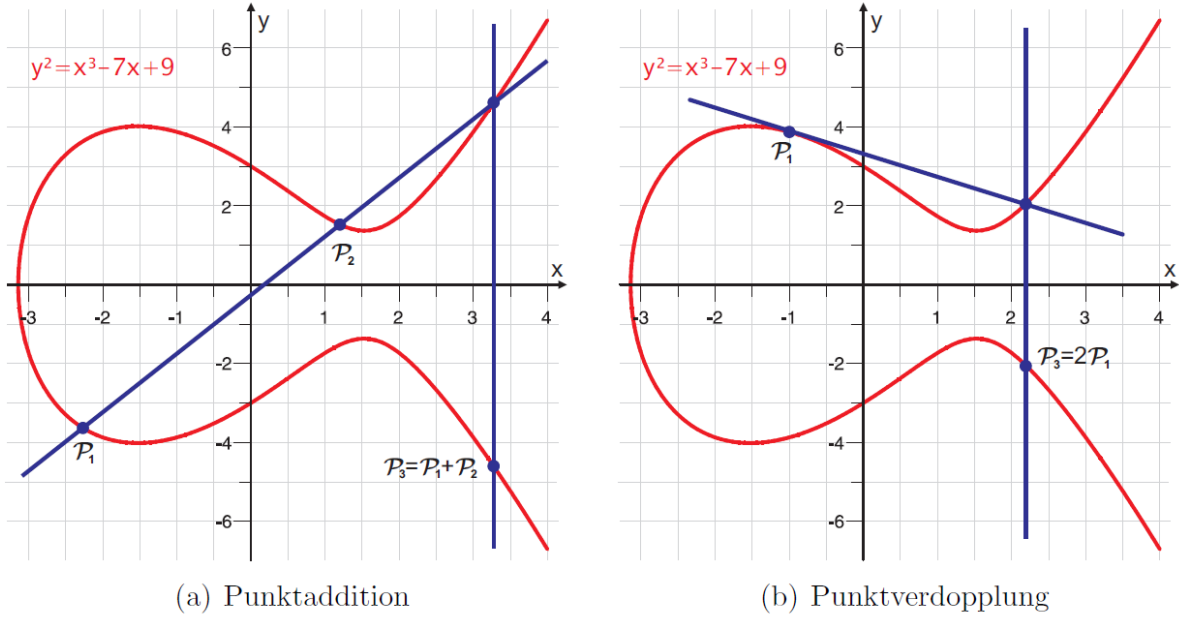 y
6
y²=x³-7x+9
4
2
P₂
x
-3
-2
-1
1
2
3
4
-2
-4
P₁
P₃=P₁+P₂
-6
(a) Punktaddition
y
6
y²=x³-7x+9
4
P₁
2
x
-3
-2
-1
1
2
3
4
-2
P₃=2P₁
-4
-6
(b) Punktverdopplung